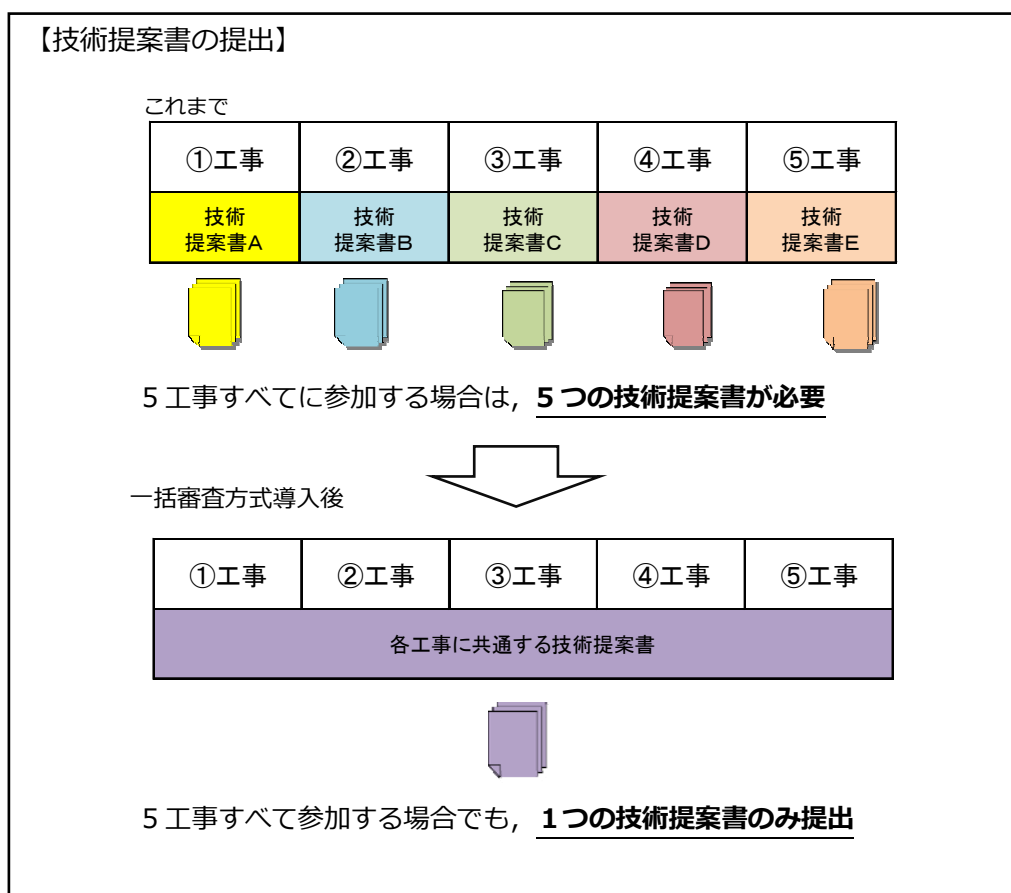 【技術提案書の提出】
これまで
①工事 ②工事 ③工事 ④工事 ⑤工事
技術 技術 技術 技術 技術
提案書A 提案書B 提案書C 提案書D 提案書E
5工事すべてに参加する場合は，5つの技術提案書が必要
一括審査方式導入後
①工事 ②工事 ③工事 ④工事 ⑤工事
各工事に共通する技術提案書
5工事すべて参加する場合でも，1つの技術提案書のみ提出